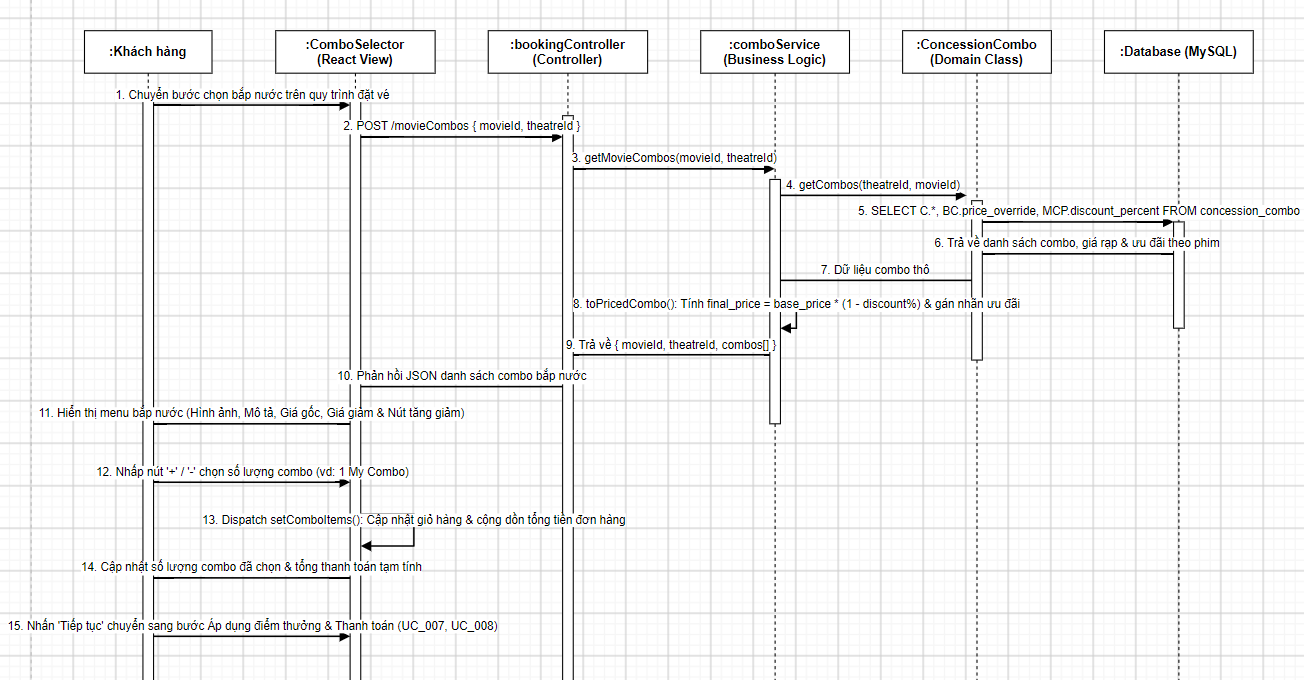 :Khách hàng
:ComboSelector
(React View)
:bookingController
(Controller)
:comboService
(Business Logic)
:ConcessionCombo
(Domain Class)
:Database (MySQL)
1. Chuyển bước chọn bắp nước trên quy trình đặt vé
2. POST /movieCombos { movieId, theatreId }
3. getMovieCombos(movieId, theatreId)
4. getCombos(theatreId, movieId)
5. SELECT C.*, BC.price_override, MCP.discount_percent FROM concession_combo
6. Trả về danh sách combo, giá rạp & ưu đãi theo phim
7. Dữ liệu combo thô
8. toPricedCombo(): Tính final_price = base_price * (1 - discount%) & gán nhãn ưu đãi
9. Trả về { movieId, theatreId, combos[] }
10. Phản hồi JSON danh sách combo bắp nước
11. Hiển thị menu bắp nước (Hình ảnh, Mô tả, Giá gốc, Giá giảm & Nút tăng giảm)
12. Nhấp nút '+' / '-' chọn số lượng combo (vd: 1 My Combo)
13. Dispatch setComboItems(): Cập nhật giỏ hàng & cộng dồn tổng tiền đơn hàng
14. Cập nhật số lượng combo đã chọn & tổng thanh toán tạm tính
15. Nhấn 'Tiếp tục' chuyển sang bước Áp dụng điểm thưởng & Thanh toán (UC_007, UC_008)